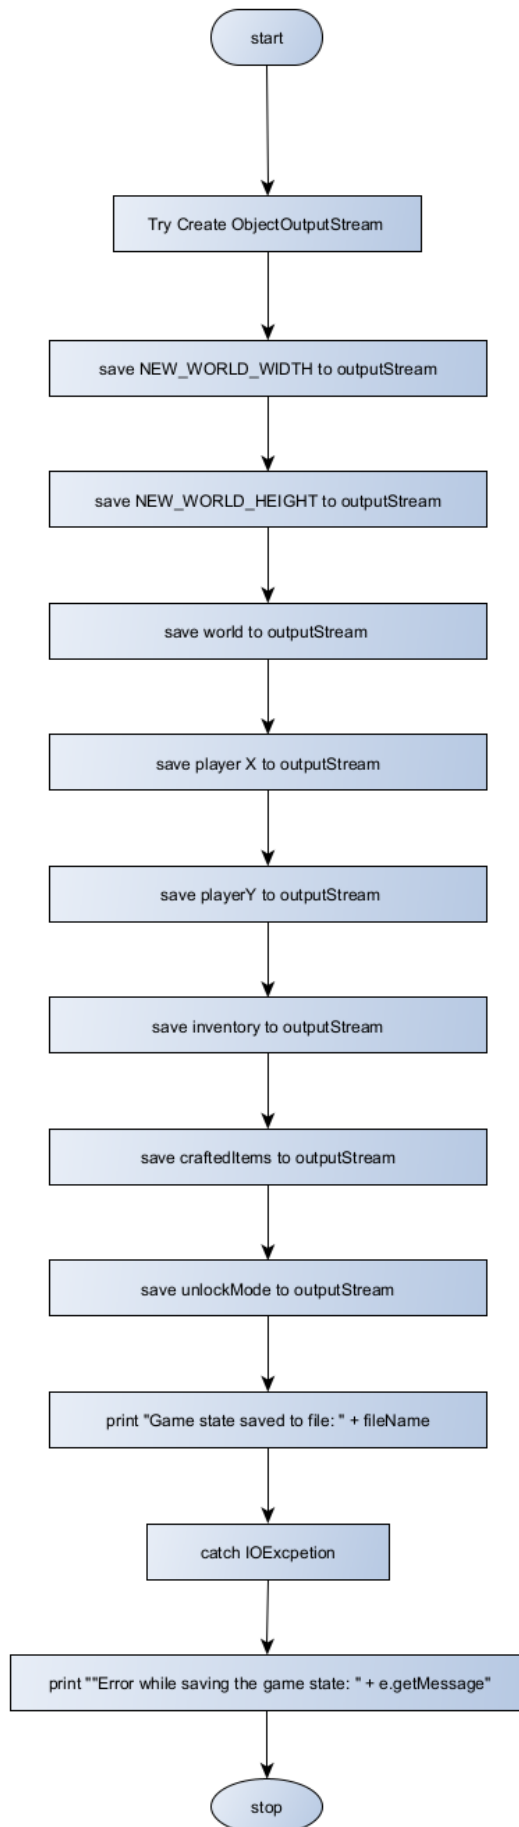 start
Try Create ObjectOutputStream
save NEW_WORLD_WIDTH to outputStream
save NEW_WORLD_HEIGHT to outputStream
save world to outputStream
save player X to outputStream
save playerY to outputStream
save inventory to outputStream
save craftedItems to outputStream
save unlockMode to outputStream
print "Game state saved to file: " + fileName
catch IOExcpetion
print ""Error while saving the game state: " + e.getMessage"
stop